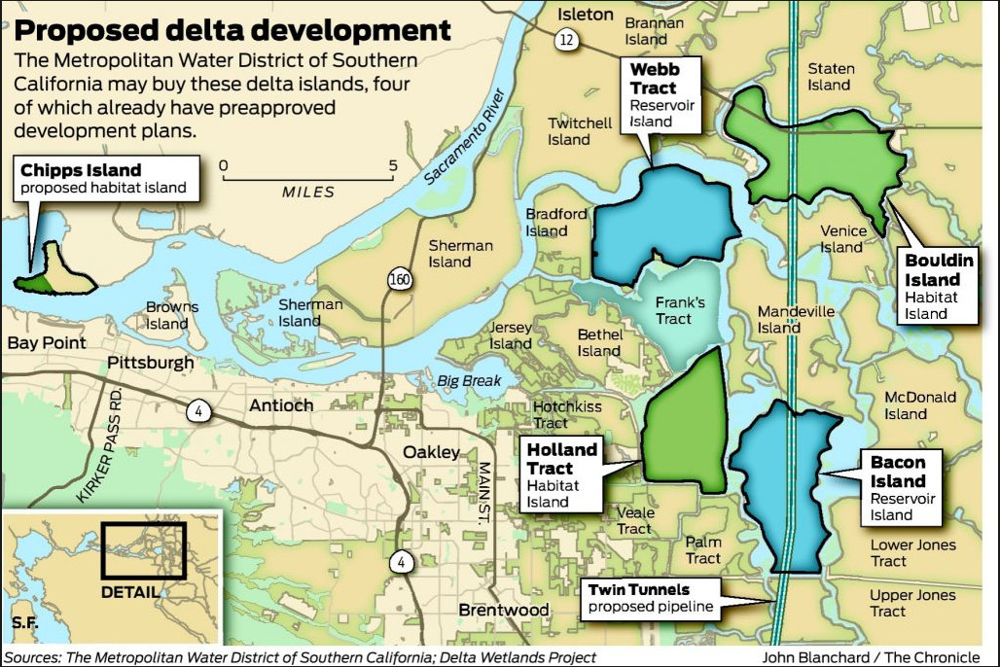 Proposed delta development
The Metropolitan Water District of Southern
California may buy these delta islands, four
of which already have preapproved
development plans.
Isleton
12
Brannan
Island
Webb
Tract
Reservoir
Island
Staten
Island
Twitchell
Island
Sacramento River
0 5
MILES
Chipps Island
proposed habitat island
Bradford
Island
Sherman
Island
Venice
Island
Bouldin
Island
Habitat
Island
160
Frank's
Tract
Mandeville
Island
Browns
Island
Sherman
Island
Jersey
Island
Bethel
Island
Bay Point
Pittsburgh
Big Break
4
Antioch
Hotchkiss
Tract
McDonald
Island
KIRKER PASS RD.
Oakley
MAIN ST.
Holland
Tract
Habitat
Island
Bacon
Island
Reservoir
Island
Veale
Tract
Palm
Tract
Lower Jones
Tract
4
DETAIL
S.F.
Twin Tunnels
proposed pipeline
Upper Jones
Tract
Brentwood
Sources: The Metropolitan Water District of Southern California; Delta Wetlands Project
John Blanchard / The Chronicle